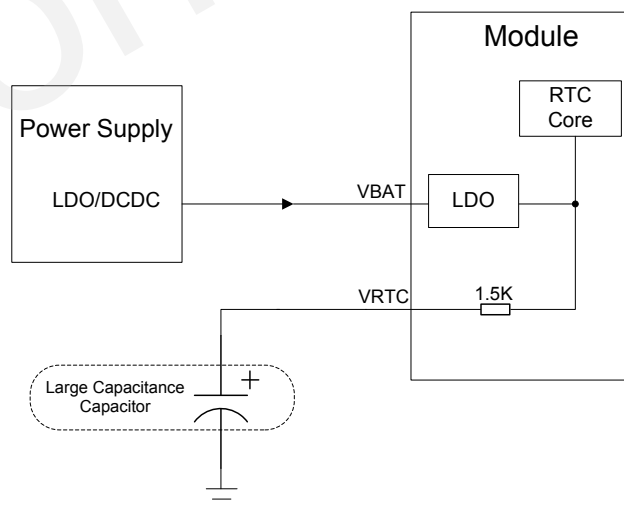 Module
RTC
Core
Power Supply
LDO/DCDC
VBAT
LDO
VRTC
1.5K
Large Capacitance
Capacitor
+